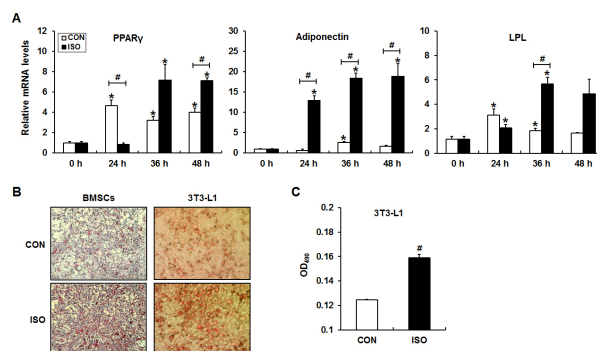 A
PPARγ
Adiponectin
LPL
CON
ISO
Relative mRNA levels
12
10
8
6
4
2
0
30
25
20
15
10
5
0
10
8
6
4
2
0
* # * * * # *
# * * # * # *
* * * # *
0 h 24 h 36 h 48 h
0 h 24 h 36 h 48 h
0 h 24 h 36 h 48 h
B
BMSCs
3T3-L1
CON
ISO
C
3T3-L1
OD490
0.2
0.18
0.16
0.14
0.12
0.1
#
CON ISO